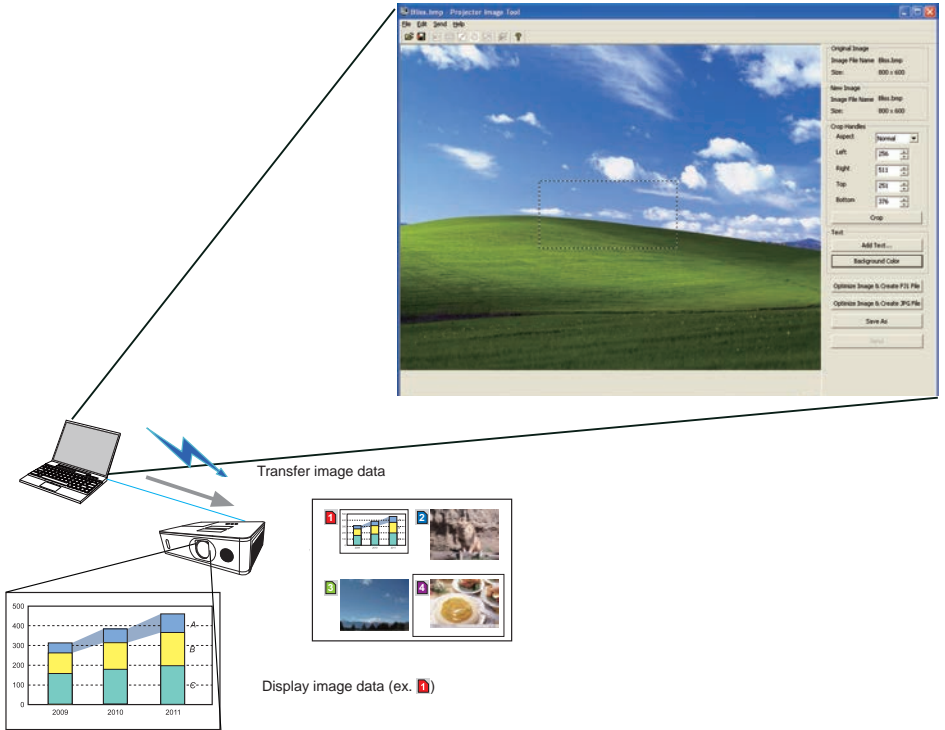 Bliss.bmp - Projector Image Tool
File Edit Send Help
Original Image
Image File Name Bliss.bmp
Size: 800 x 600
New Image
Image File Name Bliss.bmp
Size: 800 x 600
Crop Handles
Aspect Normal
Left 256
Right 511
Top 251
Bottom 376
Crop
Text
Add Text...
Background Color
Optimize Image & Create PJS File
Optimize Image & Create JPG File
Save As
Send
Transfer image data
1
2
3
4
500
400
300
200
100
0
A
B
C
2009 2010 2011
Display image data (ex. 1)